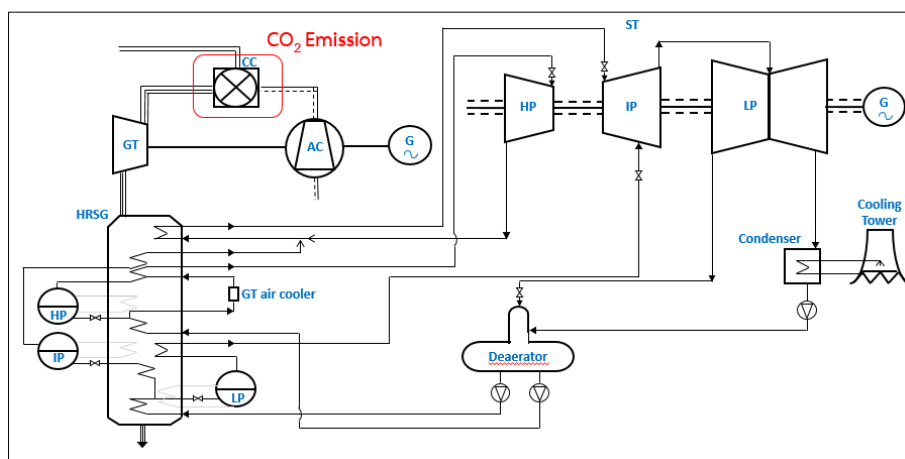 ST
CO2 Emission
CC
HP
IP
LP
G
GT
AC
G
HRSG
Cooling
Tower
Condenser
GT air cooler
HP
IP
Deaerator
LP